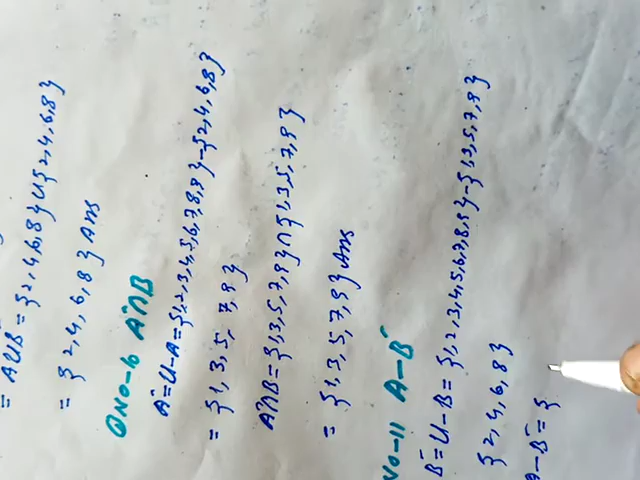 = AUB̄ = {2,4,6,8} U {2,4,6,8}
= {2,4,6,8} Ans
QNo-6 Ā∩B
Ā = U-A = {1,2,3,4,5,6,7,8,9} - {2,4,6,8}
= {1,3,5,7,9}
Ā∩B = {1,3,5,7,9} ∩ {1,3,5,7,9}
= {1,3,5,7,9} Ans
No-11 A-B̄
B̄ = U-B = {1,2,3,4,5,6,7,8,9} - {1,3,5,7,9}
{2,4,6,8}
-B̄ = {